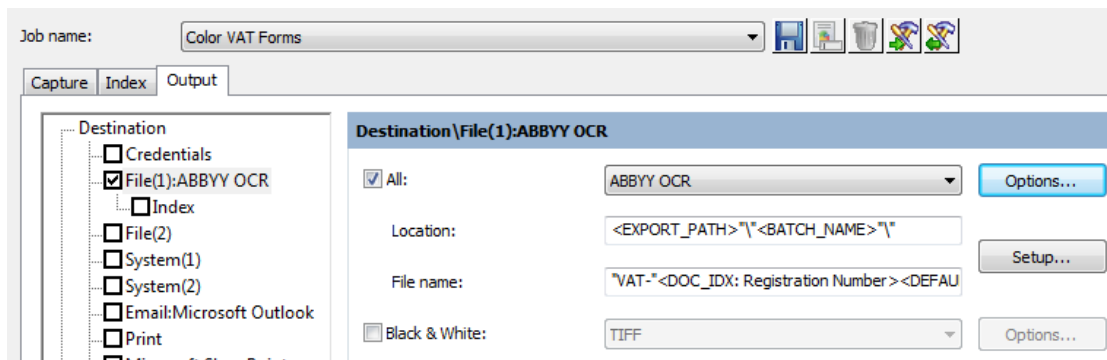 Job name: Color VAT Forms
Capture Index Output
Destination
Credentials
File(1):ABBYY OCR
Index
File(2)
System(1)
System(2)
Email:Microsoft Outlook
Print
Destination\File(1):ABBYY OCR
All: ABBYY OCR Options...
Location: <EXPORT_PATH>"\"<BATCH_NAME>"\"
Setup...
File name: "VAT-"<DOC_IDX: Registration Number><DEFAU
Black & White: TIFF Options...